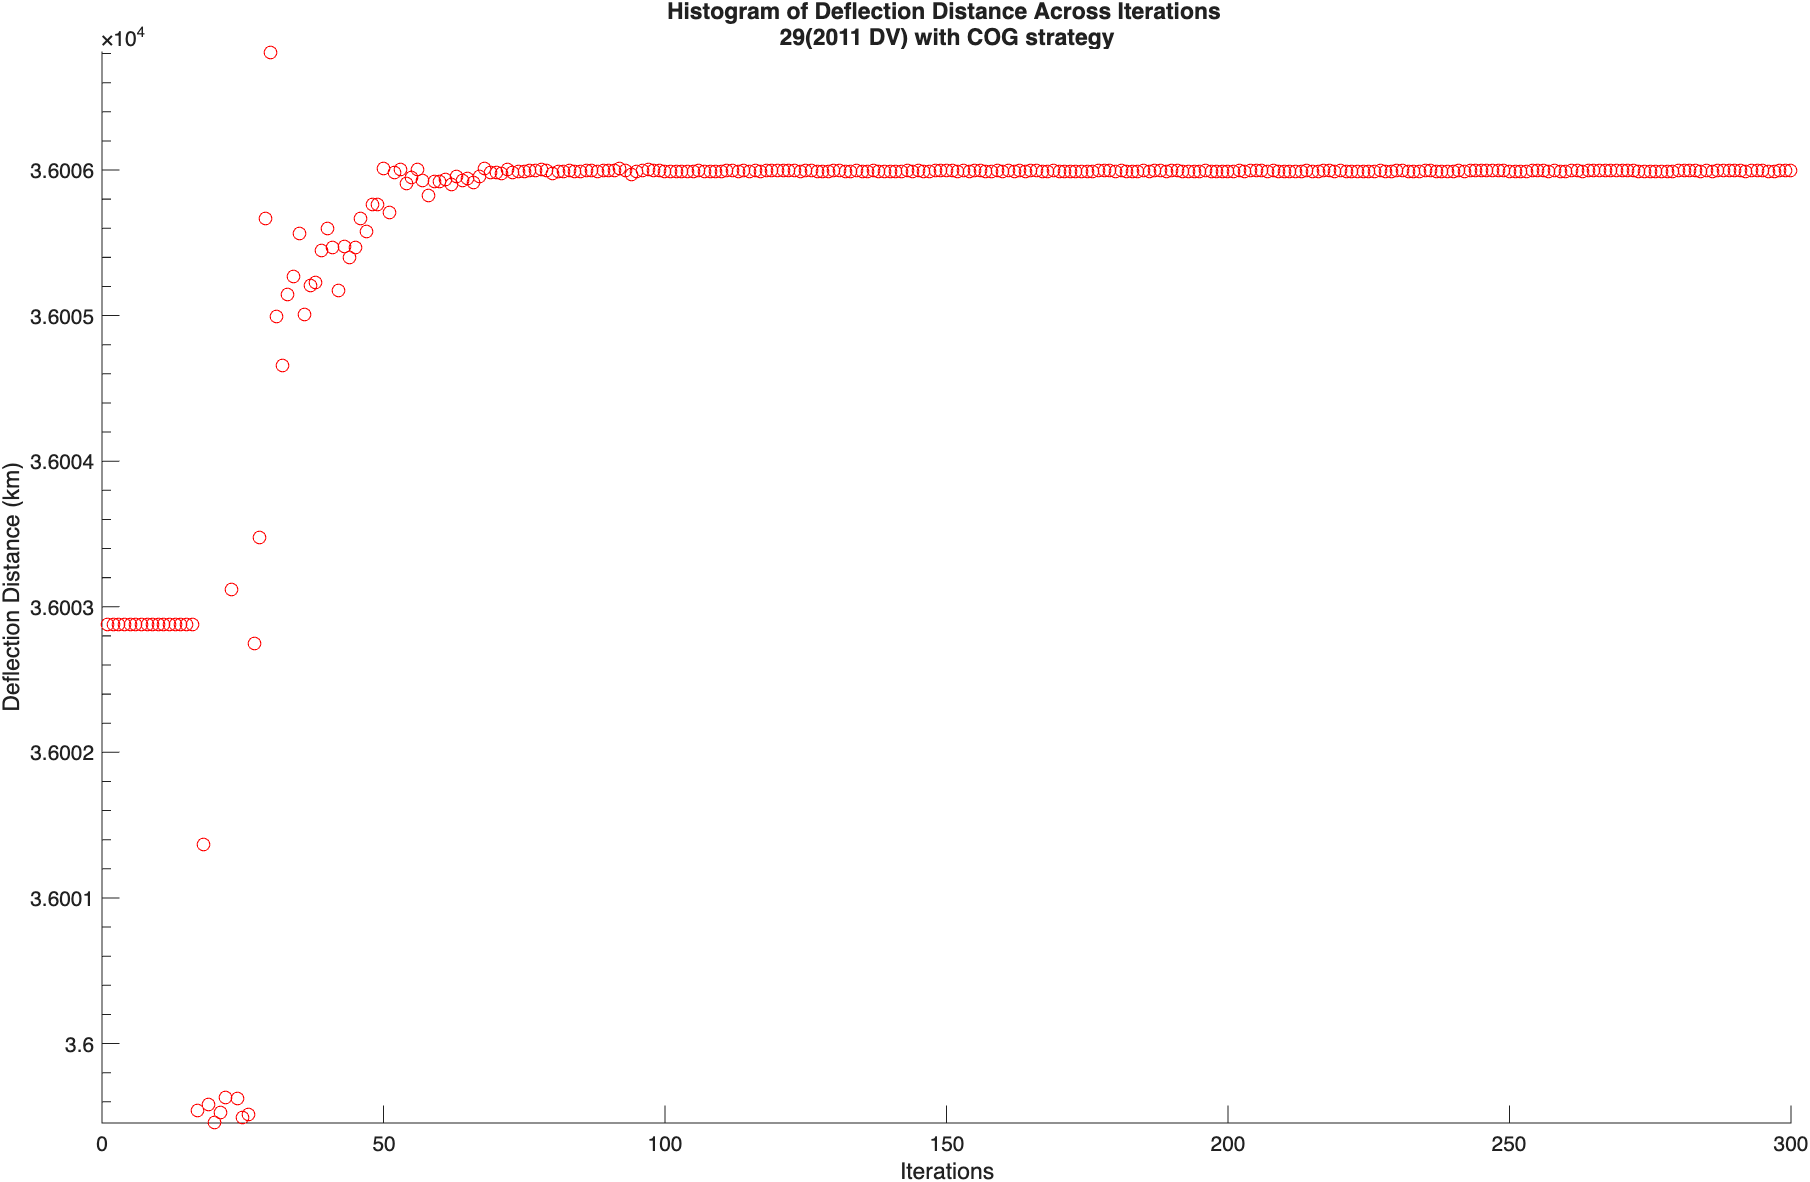 Histogram of Deflection Distance Across Iterations
29(2011 DV) with COG strategy
×10⁴
3.6006
3.6005
3.6004
3.6003
3.6002
3.6001
3.6
Deflection Distance (km)
0 50 100 150 200 250 300
Iterations